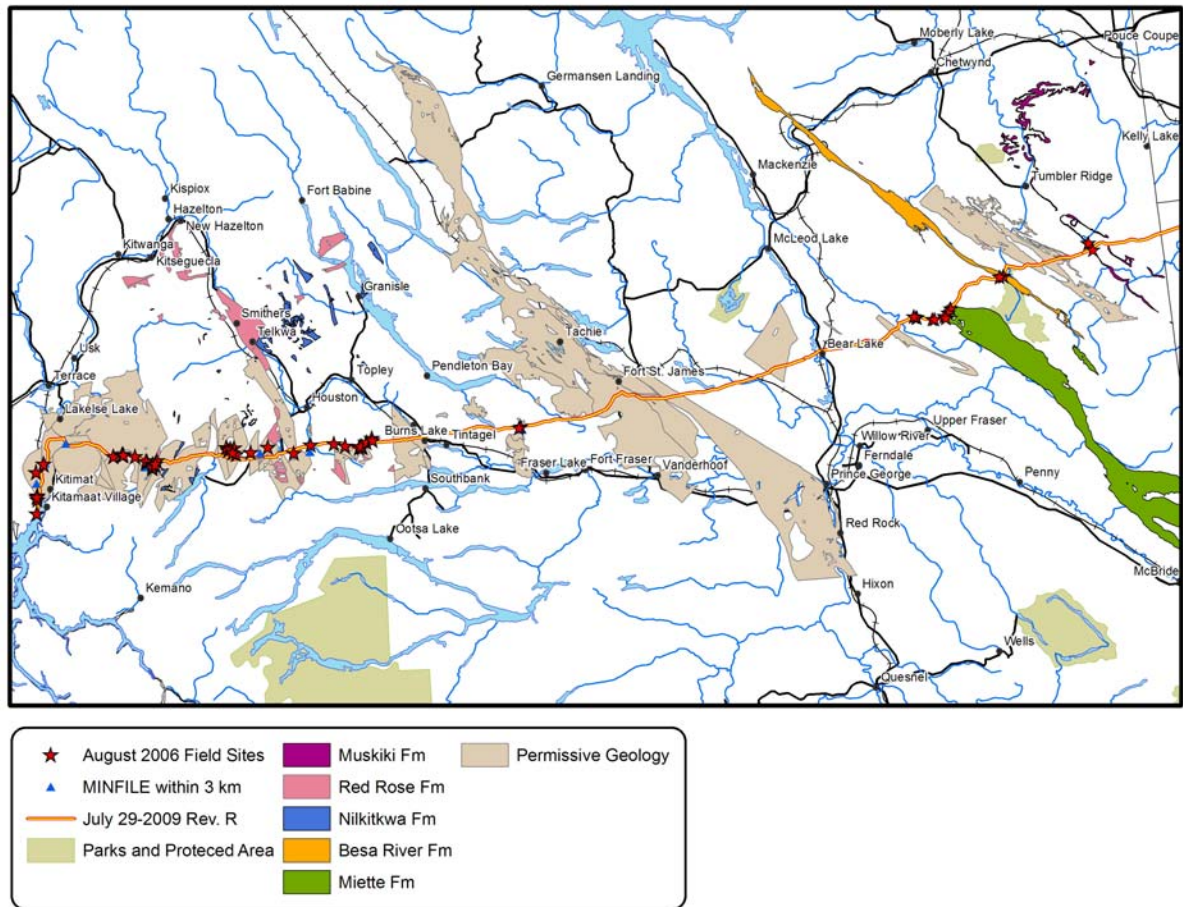 Moberly Lake
Pouce Coupe
Chetwynd
Germansen Landing
Kelly Lake
Mackenzie
Tumbler Ridge
Kispiox
Fort Babine
Hazelton
New Hazelton
Kitwanga
Kitseguecla
McLeod Lake
Granisle
Smithers
Telkwa
Tachie
Usk
Bear Lake
Terrace
Topley
Pendleton Bay
Fort St. James
Houston
Lakelse Lake
Burns Lake
Tintagel
Upper Fraser
Willow River
Ferndale
Kitimat
Fraser Lake
Fort Fraser
Vanderhoof
Penny
Southbank
Prince George
Kitamaat Village
Ootsa Lake
Red Rock
McBride
Kemano
Hixon
Wells
Quesnel
August 2006 Field Sites
MINFILE within 3 km
July 29-2009 Rev. R
Parks and Proteced Area
Muskiki Fm
Red Rose Fm
Nilkitkwa Fm
Besa River Fm
Miette Fm
Permissive Geology